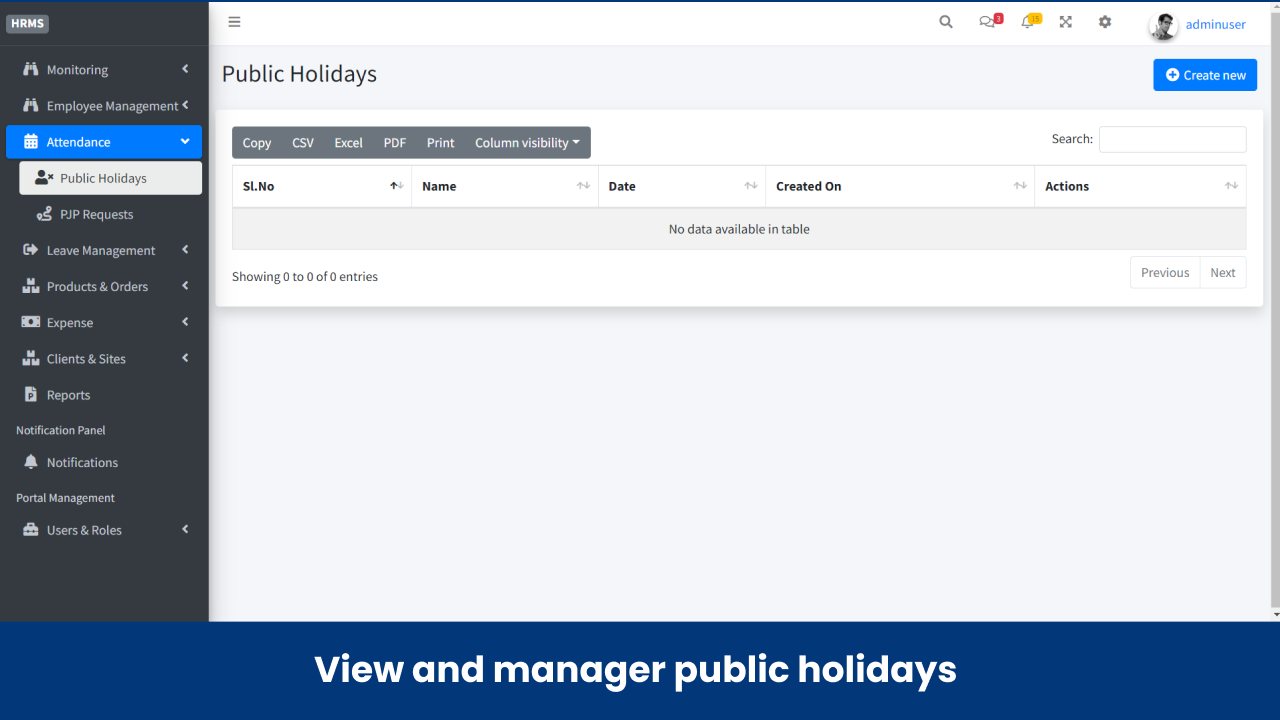 HRMS
3
15
adminuser
Monitoring
Employee Management
Attendance
Public Holidays
PJP Requests
Leave Management
Products & Orders
Expense
Clients & Sites
Reports
Notification Panel
Notifications
Portal Management
Users & Roles
Public Holidays
Create new
Copy CSV Excel PDF Print Column visibility
Search:
Sl.No Name Date Created On Actions
No data available in table
Showing 0 to 0 of 0 entries
Previous Next
View and manager public holidays